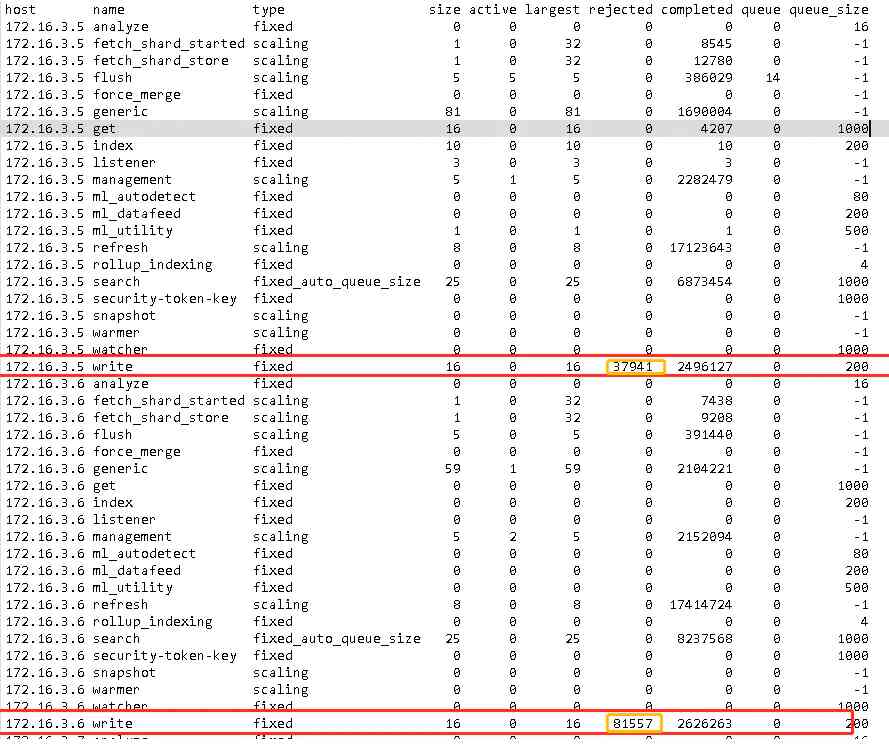 host name type size active largest rejected completed queue queue_size
172.16.3.5 analyze fixed 0 0 0 0 0 0 16
172.16.3.5 fetch_shard_started scaling 1 0 32 0 8545 0 -1
172.16.3.5 fetch_shard_store scaling 1 0 32 0 12780 0 -1
172.16.3.5 flush scaling 5 5 5 0 386029 14 -1
172.16.3.5 force_merge fixed 0 0 0 0 0 0 -1
172.16.3.5 generic scaling 81 0 81 0 1690004 0 -1
172.16.3.5 get fixed 16 0 16 0 4207 0 1000
172.16.3.5 index fixed 10 0 10 0 10 0 200
172.16.3.5 listener fixed 3 0 3 0 3 0 -1
172.16.3.5 management scaling 5 1 5 0 2282479 0 -1
172.16.3.5 ml_autodetect fixed 0 0 0 0 0 0 80
172.16.3.5 ml_datafeed fixed 0 0 0 0 0 0 200
172.16.3.5 ml_utility fixed 1 0 1 0 1 0 500
172.16.3.5 refresh scaling 8 0 8 0 17123643 0 -1
172.16.3.5 rollup_indexing fixed 0 0 0 0 0 0 4
172.16.3.5 search fixed_auto_queue_size 25 0 25 0 6873454 0 1000
172.16.3.5 security-token-key fixed 0 0 0 0 0 0 1000
172.16.3.5 snapshot scaling 0 0 0 0 0 0 -1
172.16.3.5 warmer scaling 0 0 0 0 0 0 -1
172.16.3.5 watcher fixed 0 0 0 0 0 0 1000
172.16.3.5 write fixed 16 0 16 37941 2496127 0 200
172.16.3.6 analyze fixed 0 0 0 0 0 0 16
172.16.3.6 fetch_shard_started scaling 1 0 32 0 7438 0 -1
172.16.3.6 fetch_shard_store scaling 1 0 32 0 9208 0 -1
172.16.3.6 flush scaling 5 0 5 0 391440 0 -1
172.16.3.6 force_merge fixed 0 0 0 0 0 0 -1
172.16.3.6 generic scaling 59 1 59 0 2104221 0 -1
172.16.3.6 get fixed 0 0 0 0 0 0 1000
172.16.3.6 index fixed 0 0 0 0 0 0 200
172.16.3.6 listener fixed 0 0 0 0 0 0 -1
172.16.3.6 management scaling 5 2 5 0 2152094 0 -1
172.16.3.6 ml_autodetect fixed 0 0 0 0 0 0 80
172.16.3.6 ml_datafeed fixed 0 0 0 0 0 0 200
172.16.3.6 ml_utility fixed 0 0 0 0 0 0 500
172.16.3.6 refresh scaling 8 0 8 0 17414724 0 -1
172.16.3.6 rollup_indexing fixed 0 0 0 0 0 0 4
172.16.3.6 search fixed_auto_queue_size 25 0 25 0 8237568 0 1000
172.16.3.6 security-token-key fixed 0 0 0 0 0 0 1000
172.16.3.6 snapshot scaling 0 0 0 0 0 0 -1
172.16.3.6 warmer scaling 0 0 0 0 0 0 -1
172.16.3.6 watcher fixed 0 0 0 0 0 0 1000
172.16.3.6 write fixed 16 0 16 81557 2626263 0 200